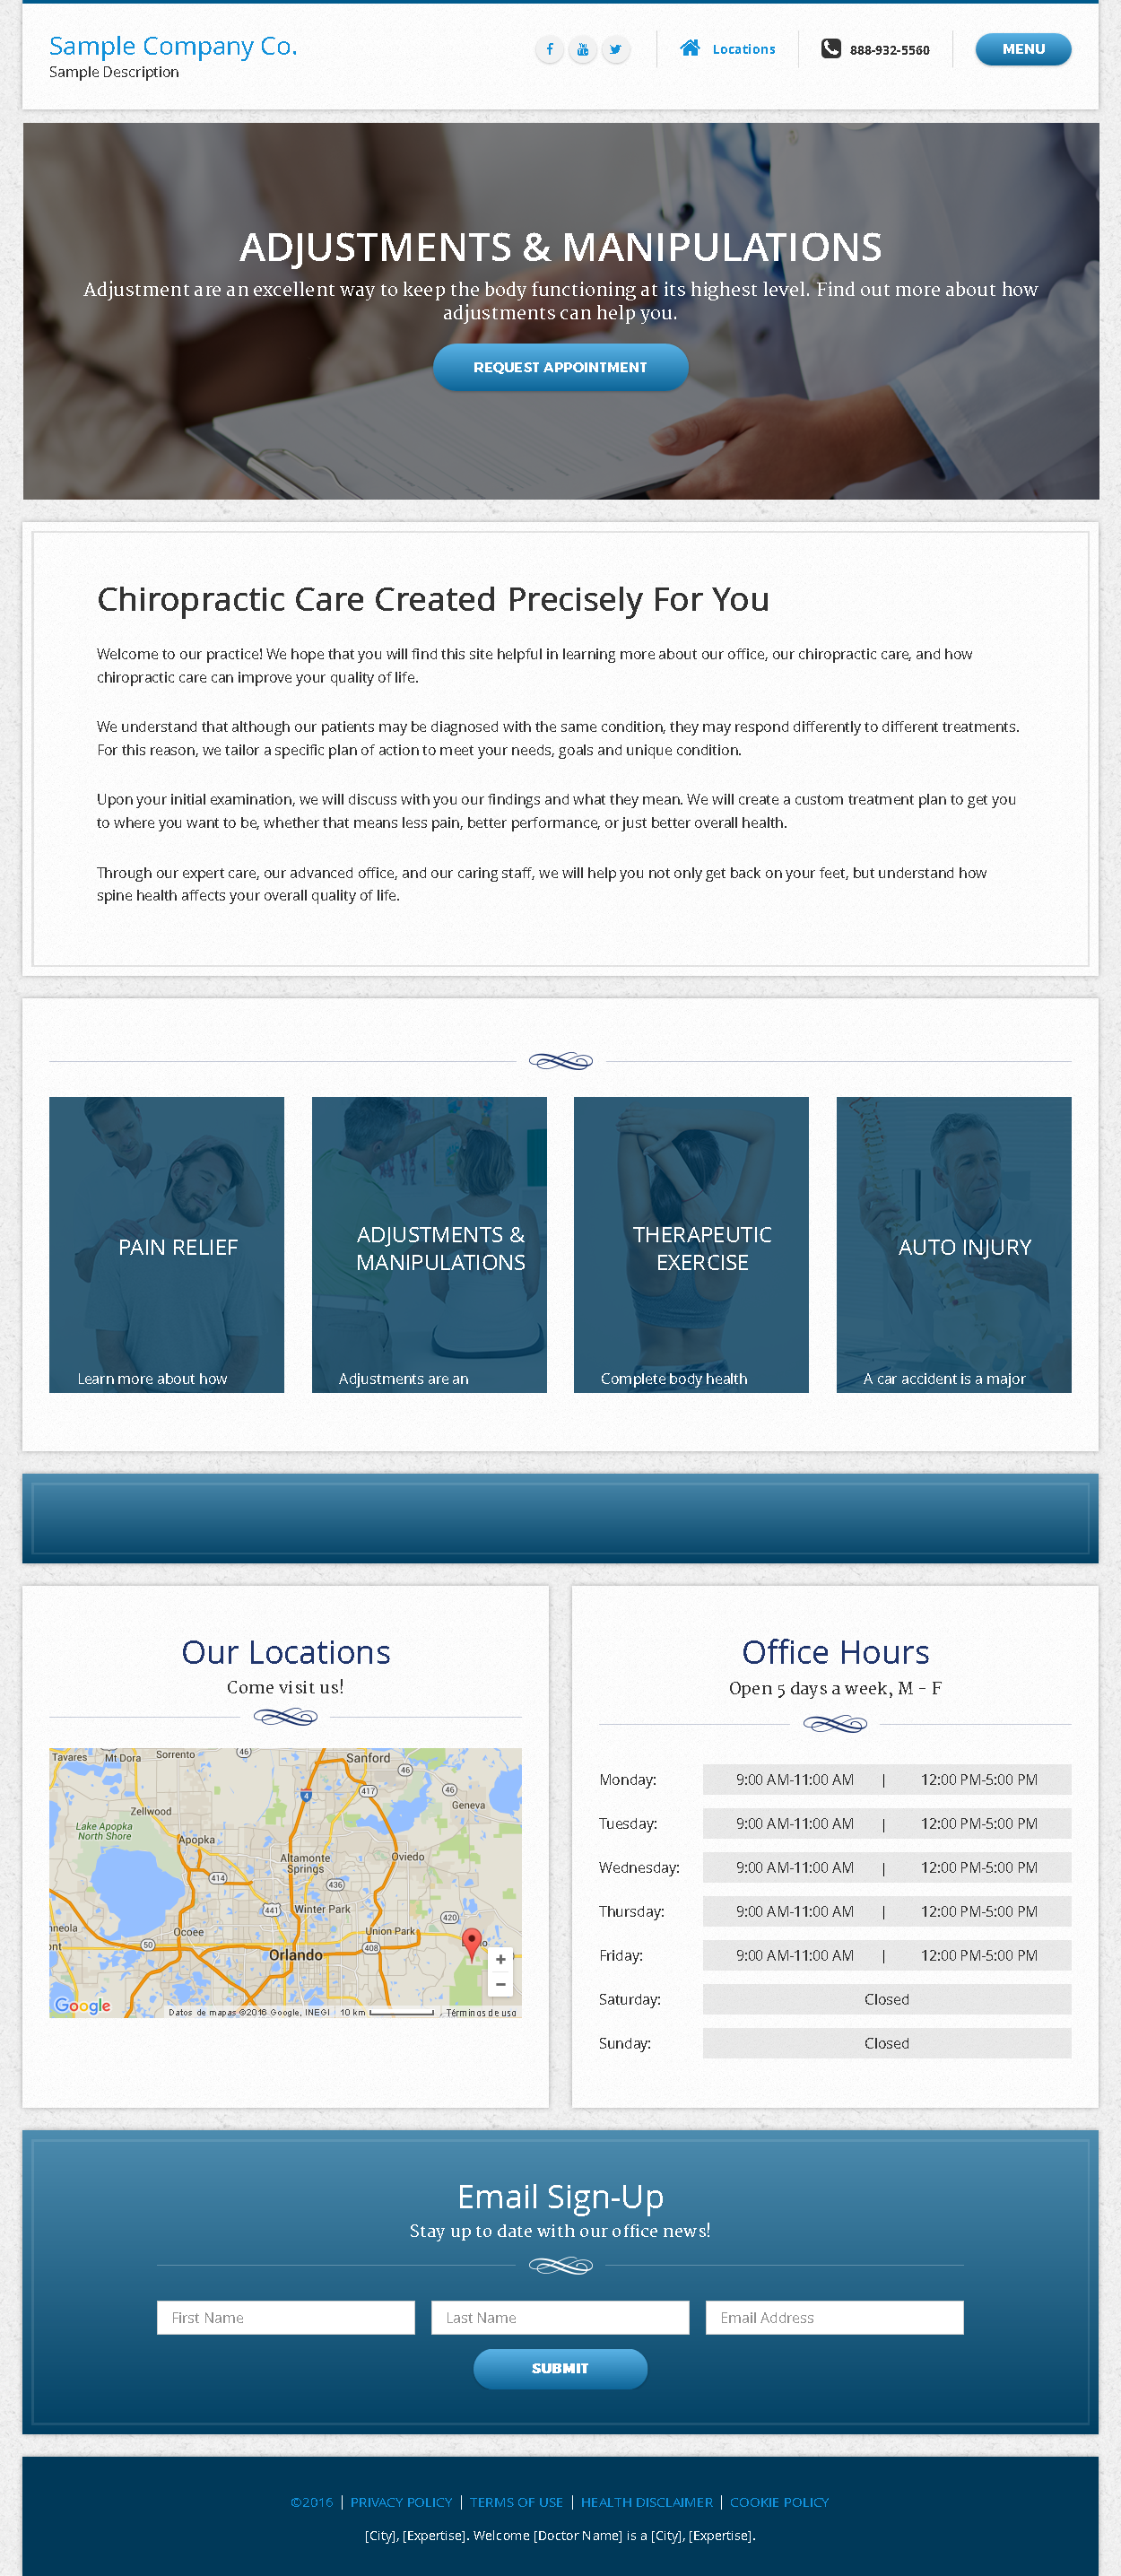 Sample Company Co.
Sample Description
Locations
888-932-5560
MENU
ADJUSTMENTS & MANIPULATIONS
Adjustment are an excellent way to keep the body functioning at its highest level. Find out more about how
adjustments can help you.
REQUEST APPOINTMENT
Chiropractic Care Created Precisely For You
Welcome to our practice! We hope that you will find this site helpful in learning more about our office, our chiropractic care, and how
chiropractic care can improve your quality of life.
We understand that although our patients may be diagnosed with the same condition, they may respond differently to different treatments.
For this reason, we tailor a specific plan of action to meet your needs, goals and unique condition.
Upon your initial examination, we will discuss with you our findings and what they mean. We will create a custom treatment plan to get you
to where you want to be, whether that means less pain, better performance, or just better overall health.
Through our expert care, our advanced office, and our caring staff, we will help you not only get back on your feet, but understand how
spine health affects your overall quality of life.
PAIN RELIEF
Learn more about how
ADJUSTMENTS &
MANIPULATIONS
Adjustments are an
THERAPEUTIC
EXERCISE
Complete body health
AUTO INJURY
A car accident is a major
Our Locations
Come visit us!
Tavares
Mt Dora
Sorrento
46
Sanford
46
417
4
46
Geneva
Zellwood
Lake Apopka
North Shore
Apopka
Altamonte
Springs
Oviedo
414
436
441
Winter Park
420
nneola
Ocoee
Union Park
ont
50
Orlando
408
Google
Datos de mapas ©2016 Google, INEGI
10 km
Términos de uso
Office Hours
Open 5 days a week, M - F
Monday: 9:00 AM-11:00 AM | 12:00 PM-5:00 PM
Tuesday: 9:00 AM-11:00 AM | 12:00 PM-5:00 PM
Wednesday: 9:00 AM-11:00 AM | 12:00 PM-5:00 PM
Thursday: 9:00 AM-11:00 AM | 12:00 PM-5:00 PM
Friday: 9:00 AM-11:00 AM | 12:00 PM-5:00 PM
Saturday: Closed
Sunday: Closed
Email Sign-Up
Stay up to date with our office news!
First Name
Last Name
Email Address
SUBMIT
©2016 | PRIVACY POLICY | TERMS OF USE | HEALTH DISCLAIMER | COOKIE POLICY
[City], [Expertise]. Welcome [Doctor Name] is a [City], [Expertise].